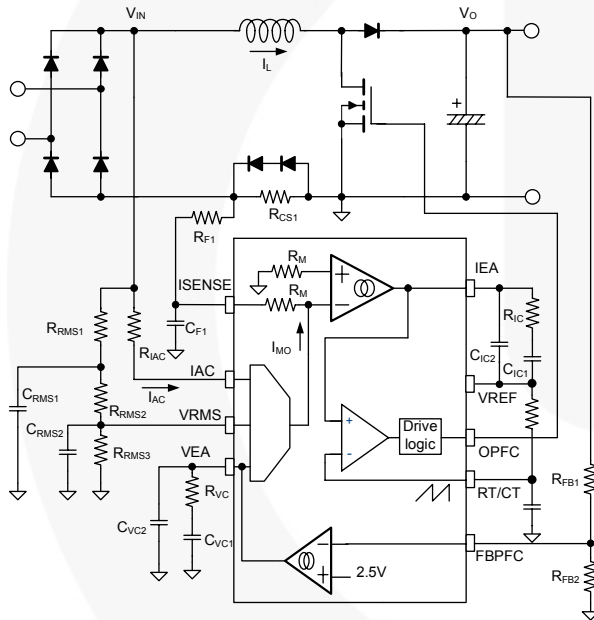 VIN
VO
IL
+
RCS1
RF1
ISENSE
RM
RM
+
-
IEA
RIC
CIC2
CIC1
CF1
IMO
RRMS1
RIAC
IAC
IAC
CRMS1
RRMS2
VRMS
CRMS2
RRMS3
VEA
RVC
CVC2
CVC1
VREF
+
-
Drive
logic
OPFC
RT/CT
FBPFC
-
+
2.5V
RFB1
RFB2